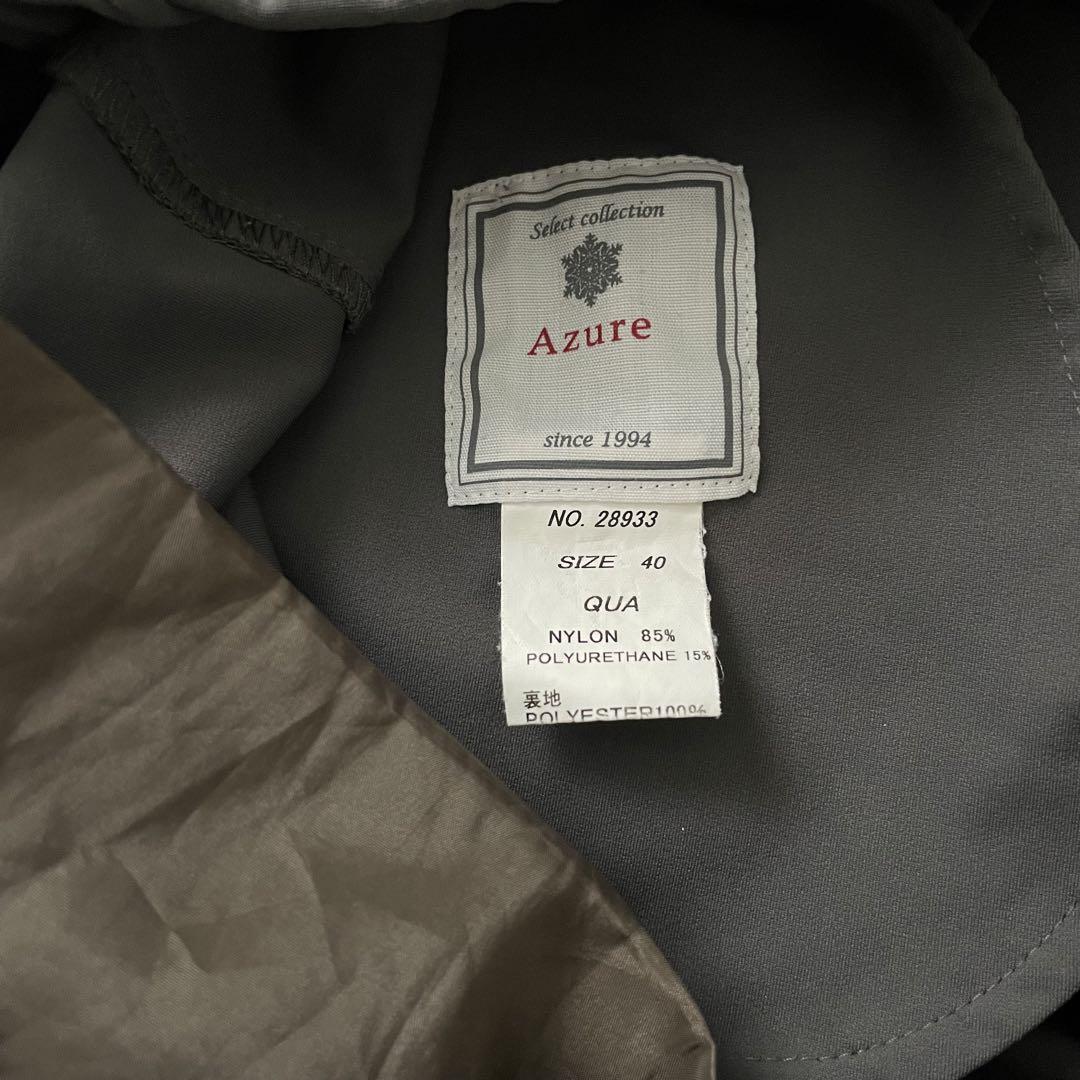 Select collection
Azure
since 1994
NO. 28933
SIZE 40
QUA
NYLON 85%
POLYURETHANE 15%
裏地
POLYESTER100%